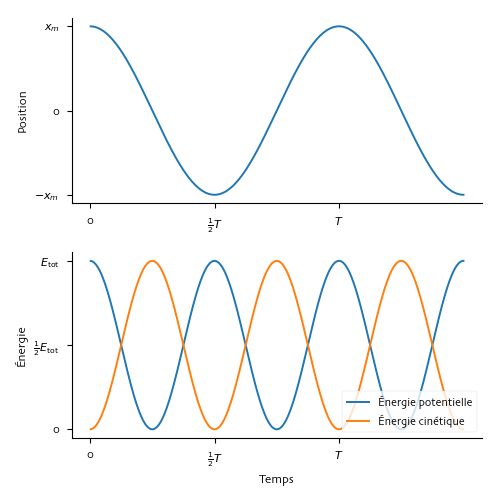 x_m
Position
0
−x_m
0
½T
T
E_tot
Énergie
½E_tot
0
Énergie potentielle
Énergie cinétique
0
½T
T
Temps